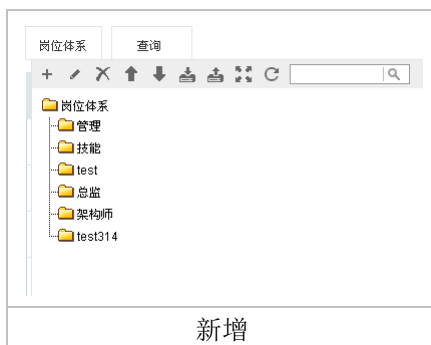 岗位体系 查询
岗位体系
管理
技能
test
总监
架构师
test314
新增